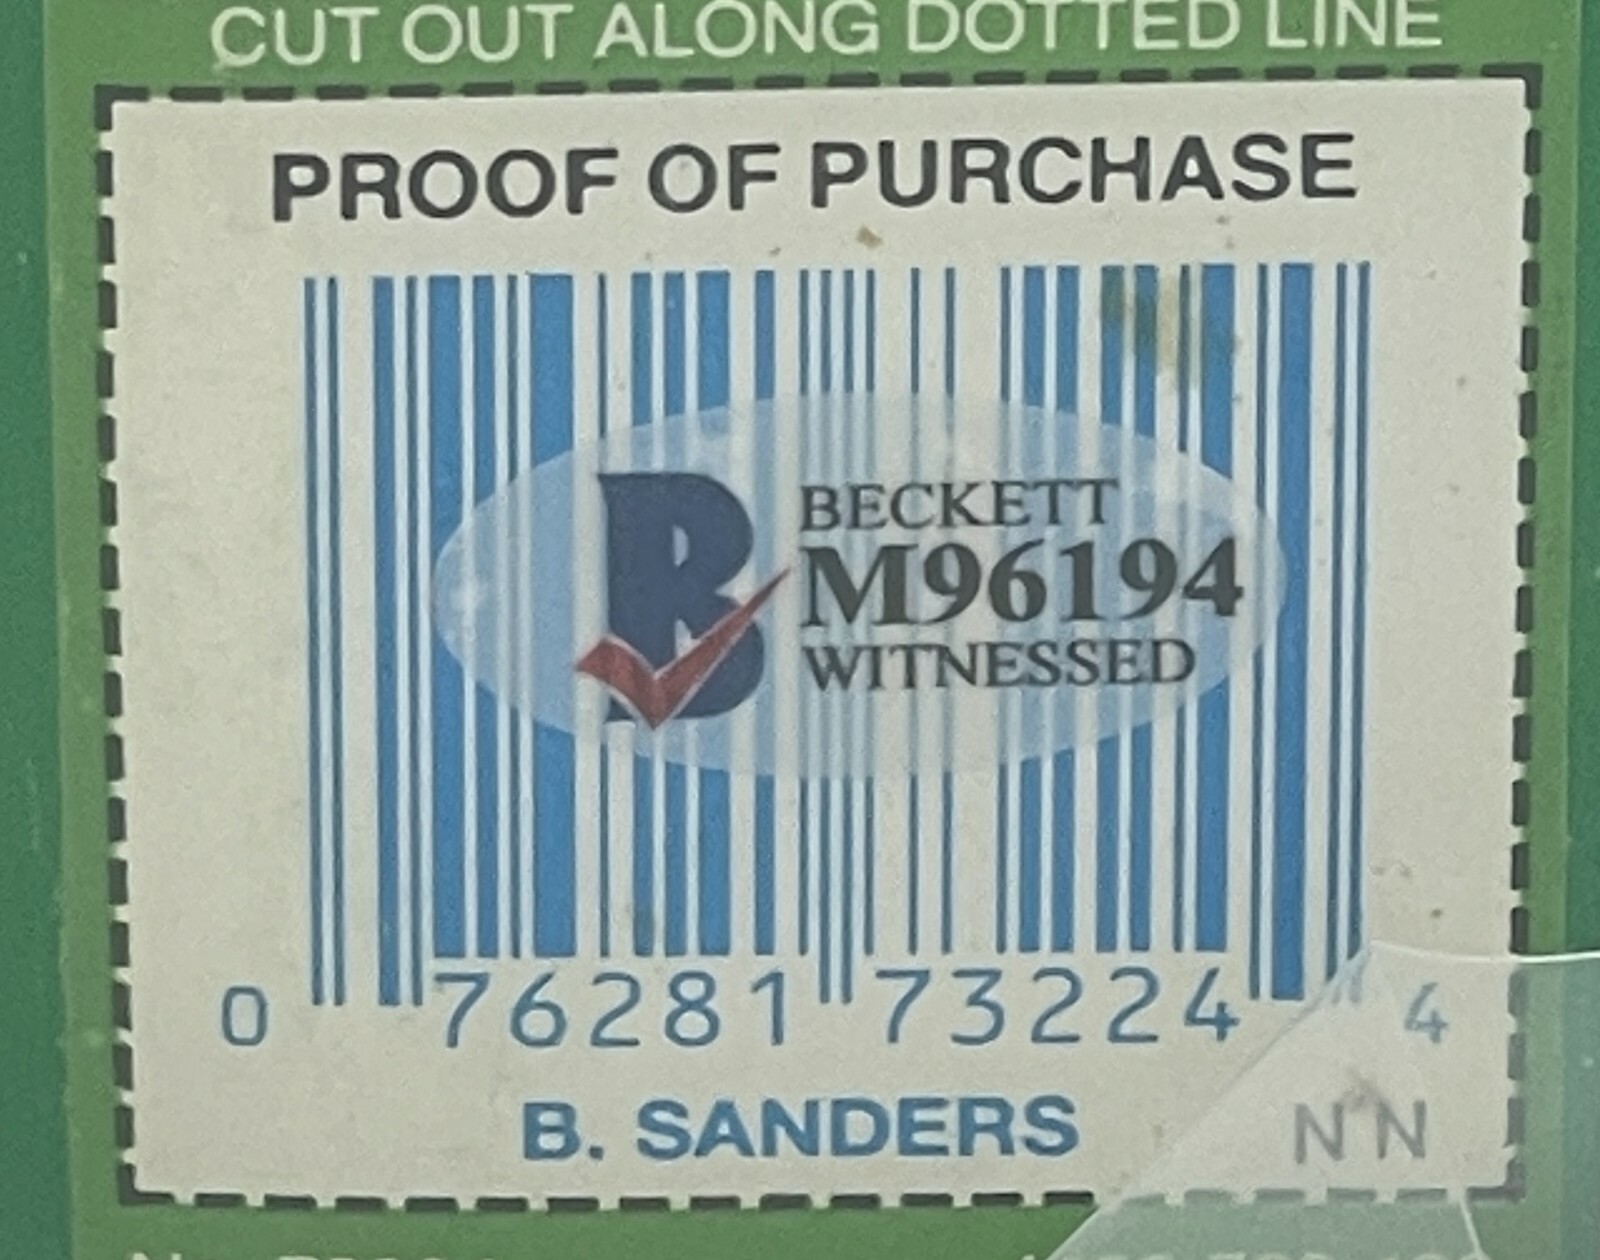 CUT OUT ALONG DOTTED LINE
PROOF OF PURCHASE
B BECKETT
M96194
WITNESSED
0 76281 73224 4
B. SANDERS
NN